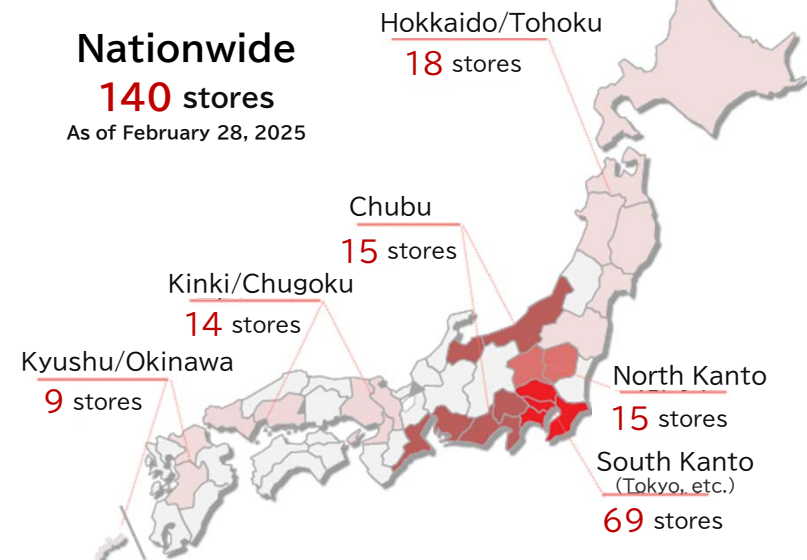 Nationwide
140 stores
As of February 28, 2025
Hokkaido/Tohoku
18 stores
Chubu
15 stores
Kinki/Chugoku
14 stores
Kyushu/Okinawa
9 stores
North Kanto
15 stores
South Kanto
(Tokyo, etc.)
69 stores